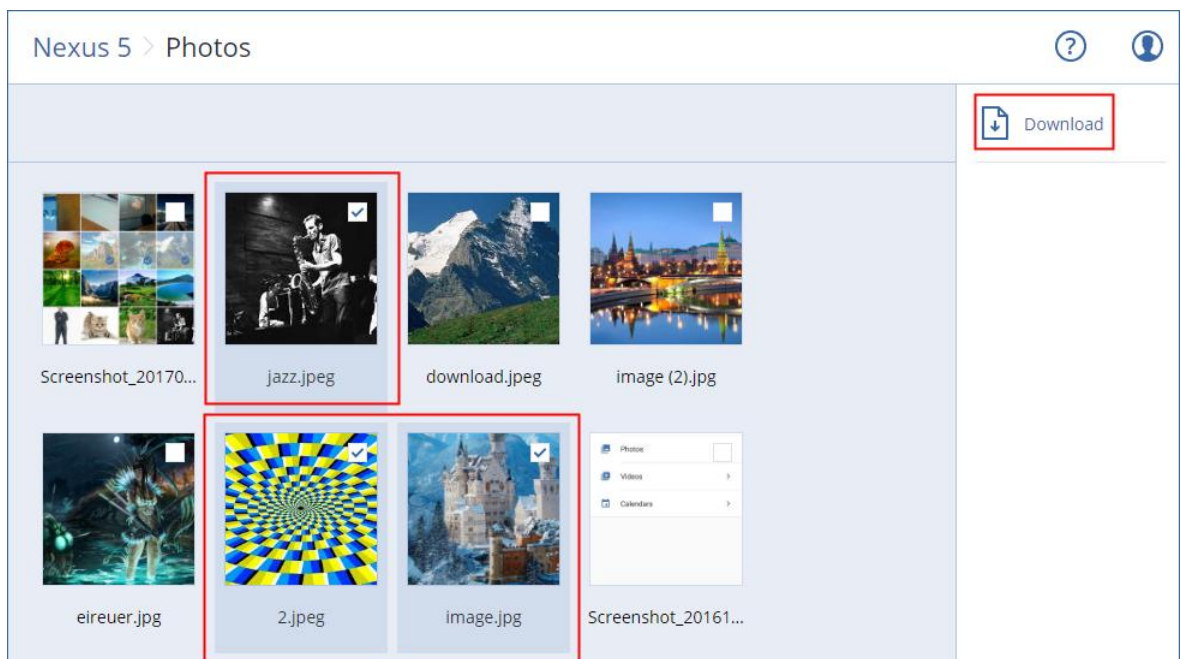 Nexus 5 > Photos
?
Download
Screenshot_20170...
jazz.jpeg
download.jpeg
image (2).jpg
Photos
Videos >
Calendars >
eireuer.jpg
2.jpeg
image.jpg
Screenshot_20161...